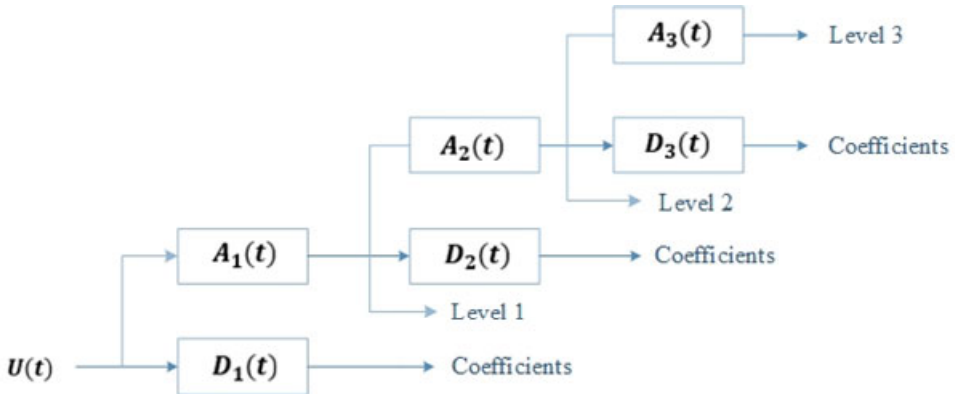 A₃(t) Level 3
A₂(t) D₃(t) Coefficients
Level 2
A₁(t) D₂(t) Coefficients
Level 1
U(t) D₁(t) Coefficients